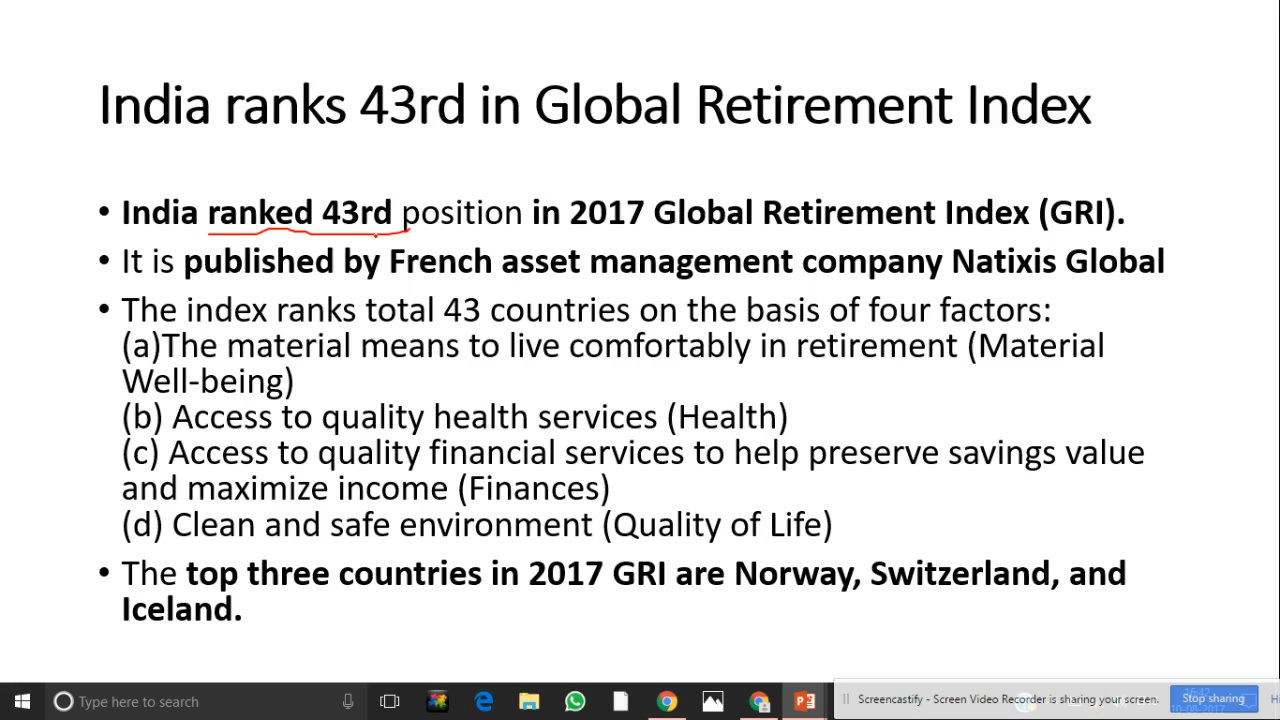 India ranks 43rd in Global Retirement Index
• India ranked 43rd position in 2017 Global Retirement Index (GRI).
• It is published by French asset management company Natixis Global
• The index ranks total 43 countries on the basis of four factors:
(a)The material means to live comfortably in retirement (Material
Well-being)
(b) Access to quality health services (Health)
(c) Access to quality financial services to help preserve savings value
and maximize income (Finances)
(d) Clean and safe environment (Quality of Life)
• The top three countries in 2017 GRI are Norway, Switzerland, and
Iceland.
Type here to search
Screencastify - Screen Video Recorder is sharing your screen.
Stop sharing